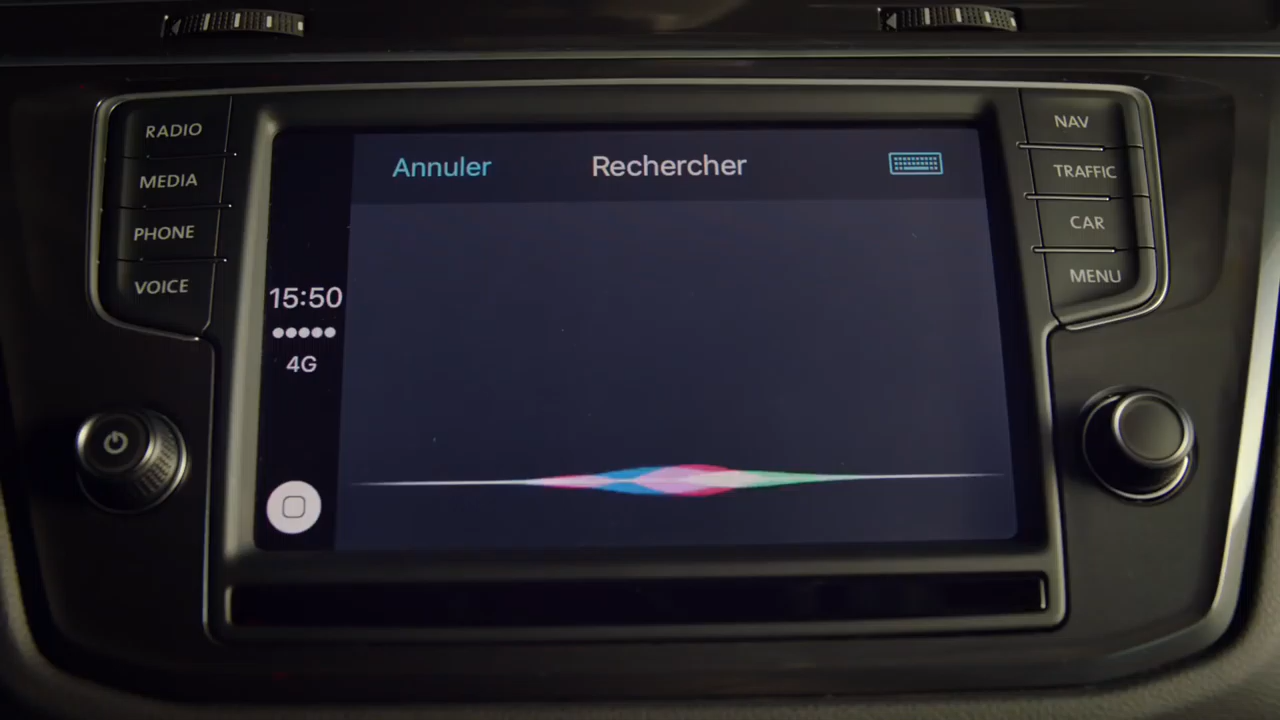 RADIO
MEDIA
PHONE
VOICE
Annuler
Rechercher
15:50
4G
NAV
TRAFFIC
CAR
MENU